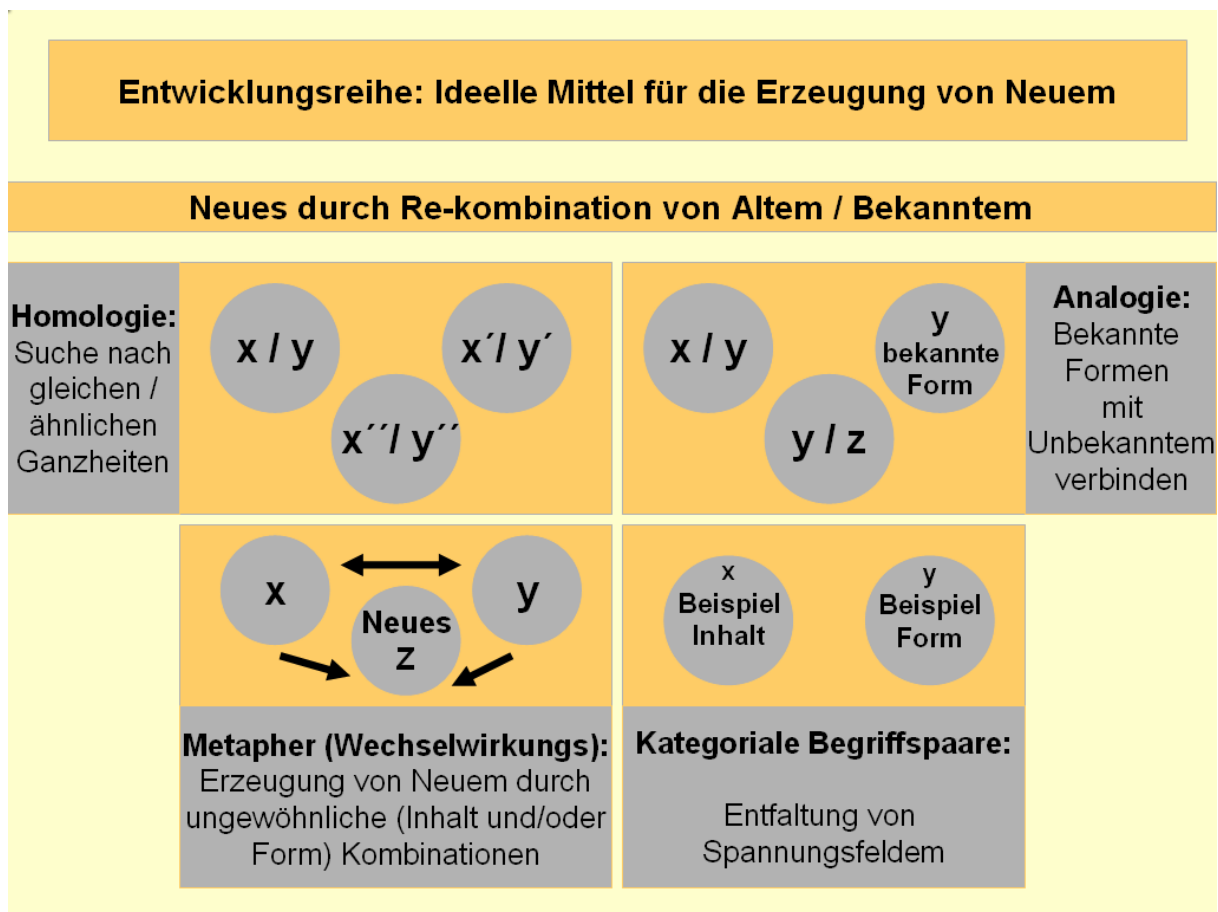 Entwicklungsreihe: Ideelle Mittel für die Erzeugung von Neuem
Neues durch Re-kombination von Altem / Bekanntem
Homologie:
Suche nach
gleichen /
ähnlichen
Ganzheiten
x / y
x´/ y´
x´´/ y´´
x / y
y
bekannte
Form
y / z
Analogie:
Bekannte
Formen
mit
Unbekanntem
verbinden
x
y
Neues
Z
Metapher (Wechselwirkungs):
Erzeugung von Neuem durch
ungewöhnliche (Inhalt und/oder
Form) Kombinationen
x
Beispiel
Inhalt
y
Beispiel
Form
Kategoriale Begriffspaare:
Entfaltung von
Spannungsfeldem